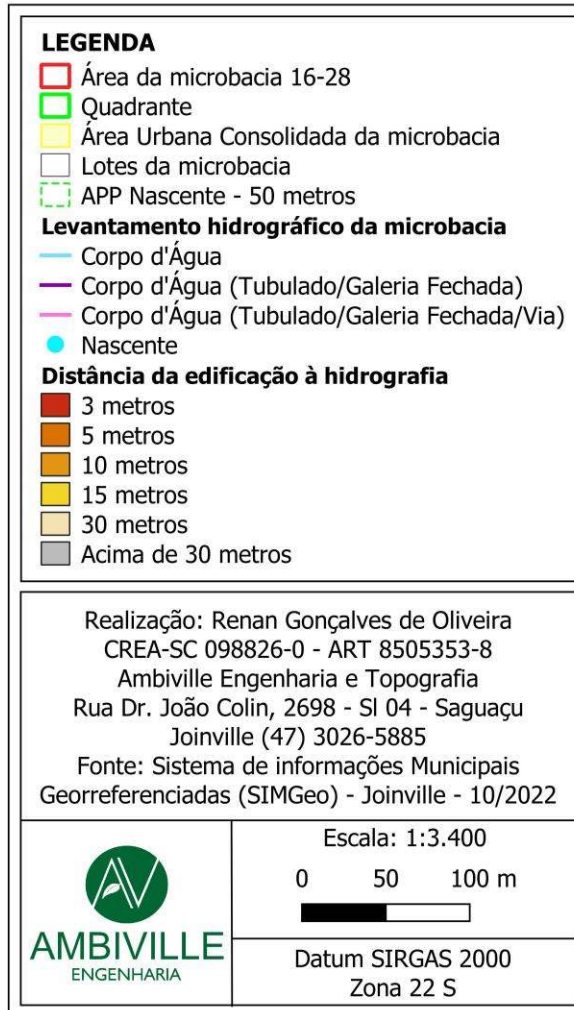 LEGENDA
Área da microbacia 16-28
Quadrante
Área Urbana Consolidada da microbacia
Lotes da microbacia
APP Nascente - 50 metros
Levantamento hidrográfico da microbacia
Corpo d'Água
Corpo d'Água (Tubulado/Galeria Fechada)
Corpo d'Água (Tubulado/Galeria Fechada/Via)
Nascente
Distância da edificação à hidrografia
3 metros
5 metros
10 metros
15 metros
30 metros
Acima de 30 metros
Realização: Renan Gonçalves de Oliveira
CREA-SC 098826-0 - ART 8505353-8
Ambiville Engenharia e Topografia
Rua Dr. João Colin, 2698 - Sl 04 - Saguaçu
Joinville (47) 3026-5885
Fonte: Sistema de informações Municipais
Georreferenciadas (SIMGeo) - Joinville - 10/2022
AMBIVILLE
ENGENHARIA
Escala: 1:3.400
0 50 100 m
Datum SIRGAS 2000
Zona 22 S